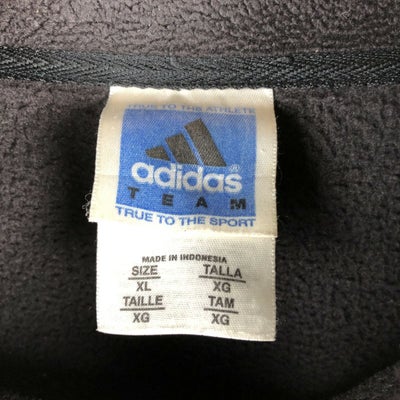 TRUE TO THE ATHLETE
adidas®
TEAM
TRUE TO THE SPORT
MADE IN INDONESIA
SIZE TALLA
XL XG
TAILLE TAM
XG XG